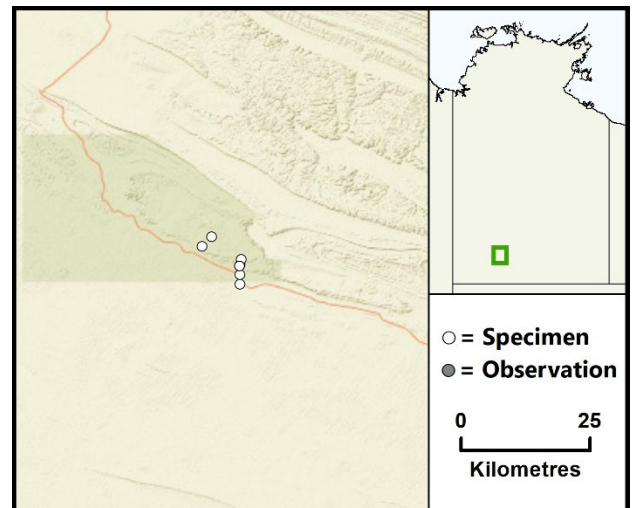 ○ = Specimen
● = Observation
0 25
Kilometres